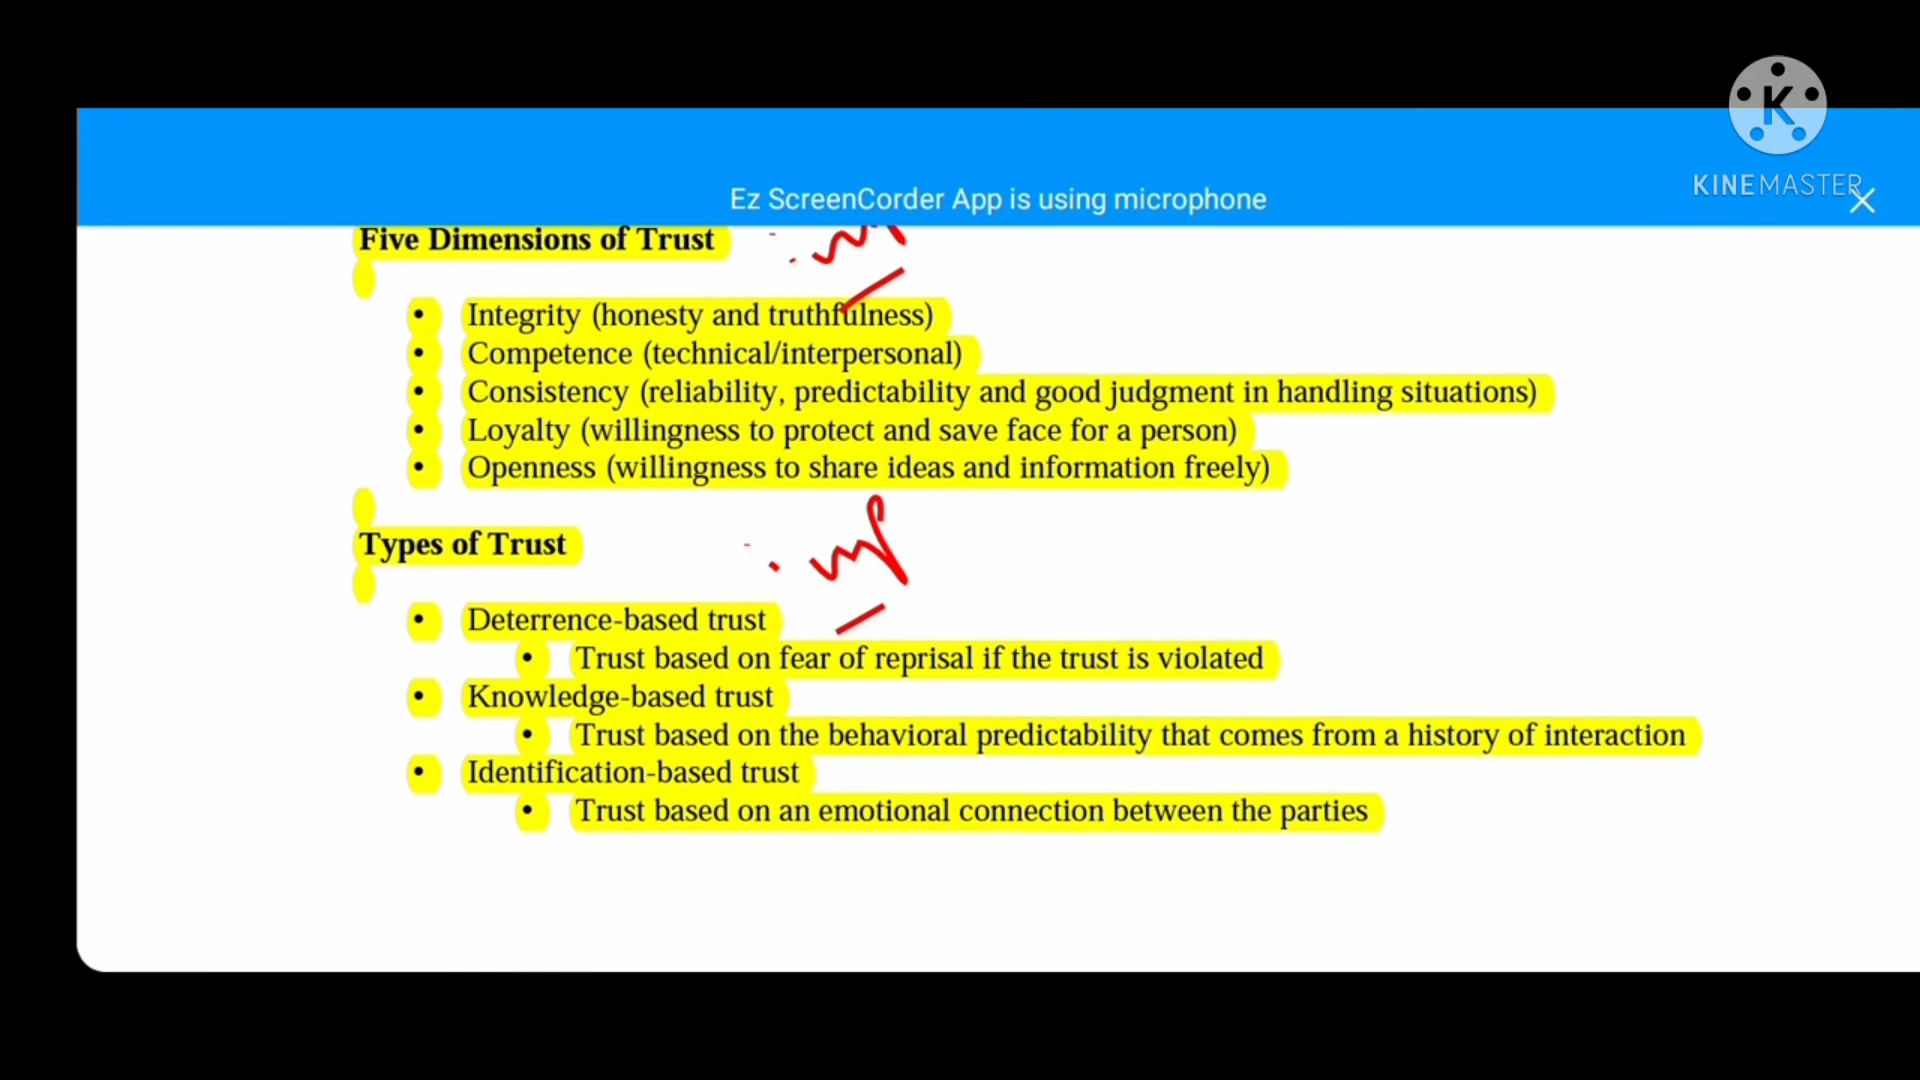 K
KINEMASTER
Ez ScreenCorder App is using microphone
Five Dimensions of Trust
• Integrity (honesty and truthfulness)
• Competence (technical/interpersonal)
• Consistency (reliability, predictability and good judgment in handling situations)
• Loyalty (willingness to protect and save face for a person)
• Openness (willingness to share ideas and information freely)
Types of Trust
• Deterrence-based trust
• Trust based on fear of reprisal if the trust is violated
• Knowledge-based trust
• Trust based on the behavioral predictability that comes from a history of interaction
• Identification-based trust
• Trust based on an emotional connection between the parties